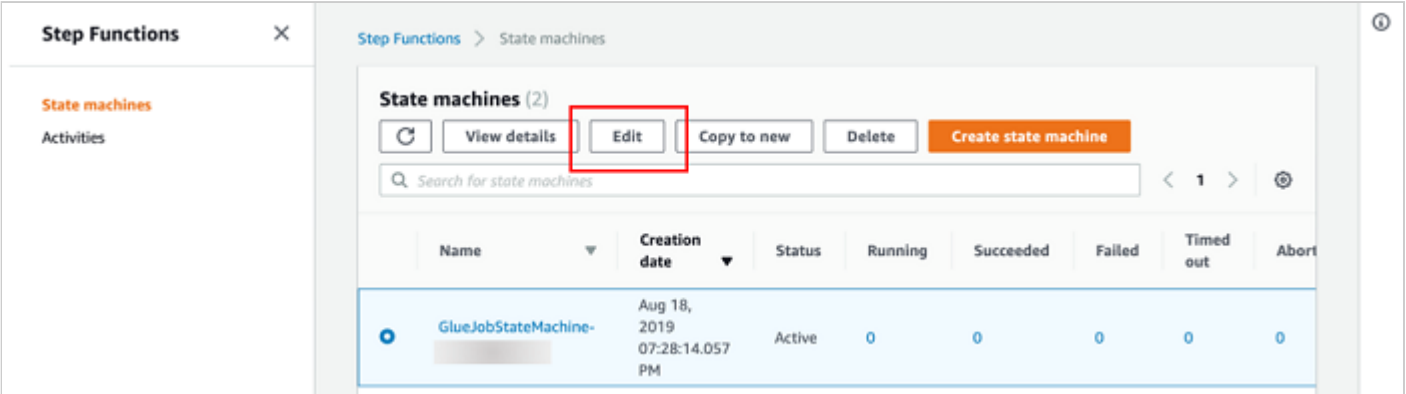 Step Functions
State machines
Activities
Step Functions > State machines
State machines (2)
View details Edit Copy to new Delete Create state machine
Search for state machines
1
Name Creation date Status Running Succeeded Failed Timed out Abort
GlueJobStateMachine-
Aug 18,
2019
07:28:14.057
PM
Active 0 0 0 0 0